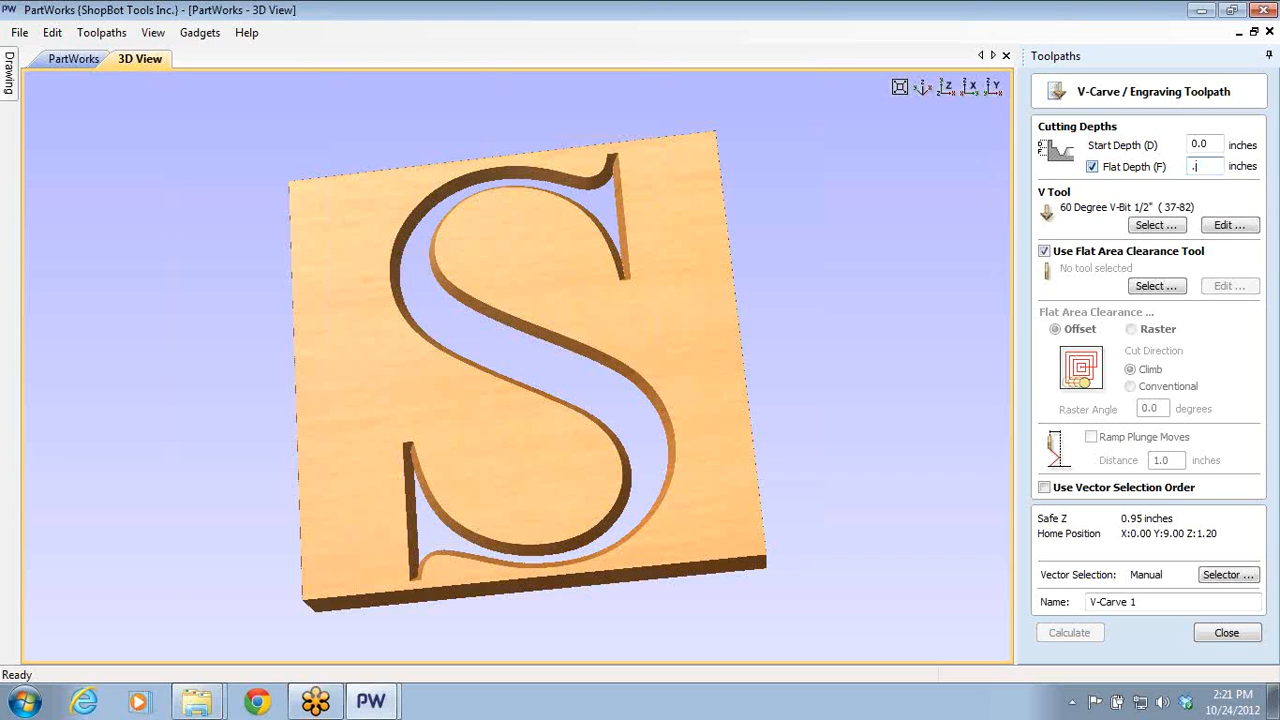 PW PartWorks {ShopBot Tools Inc.} - [PartWorks - 3D View]
File Edit Toolpaths View Gadgets Help
Drawing
PartWorks 3D View
Toolpaths
V-Carve / Engraving Toolpath
Cutting Depths
Start Depth (D) 0.0 inches
Flat Depth (F) . inches
V Tool
60 Degree V-Bit 1/2" ( 37-82)
Select ... Edit ...
Use Flat Area Clearance Tool
No tool selected
Select ... Edit ...
Flat Area Clearance ...
Offset Raster
Cut Direction
Climb
Conventional
Raster Angle 0.0 degrees
Ramp Plunge Moves
Distance 1.0 inches
Use Vector Selection Order
Safe Z 0.95 inches
Home Position X:0.00 Y:9.00 Z:1.20
Vector Selection: Manual Selector ...
Name: V-Carve 1
Calculate Close
S
Ready
PW
2:21 PM
10/24/2012